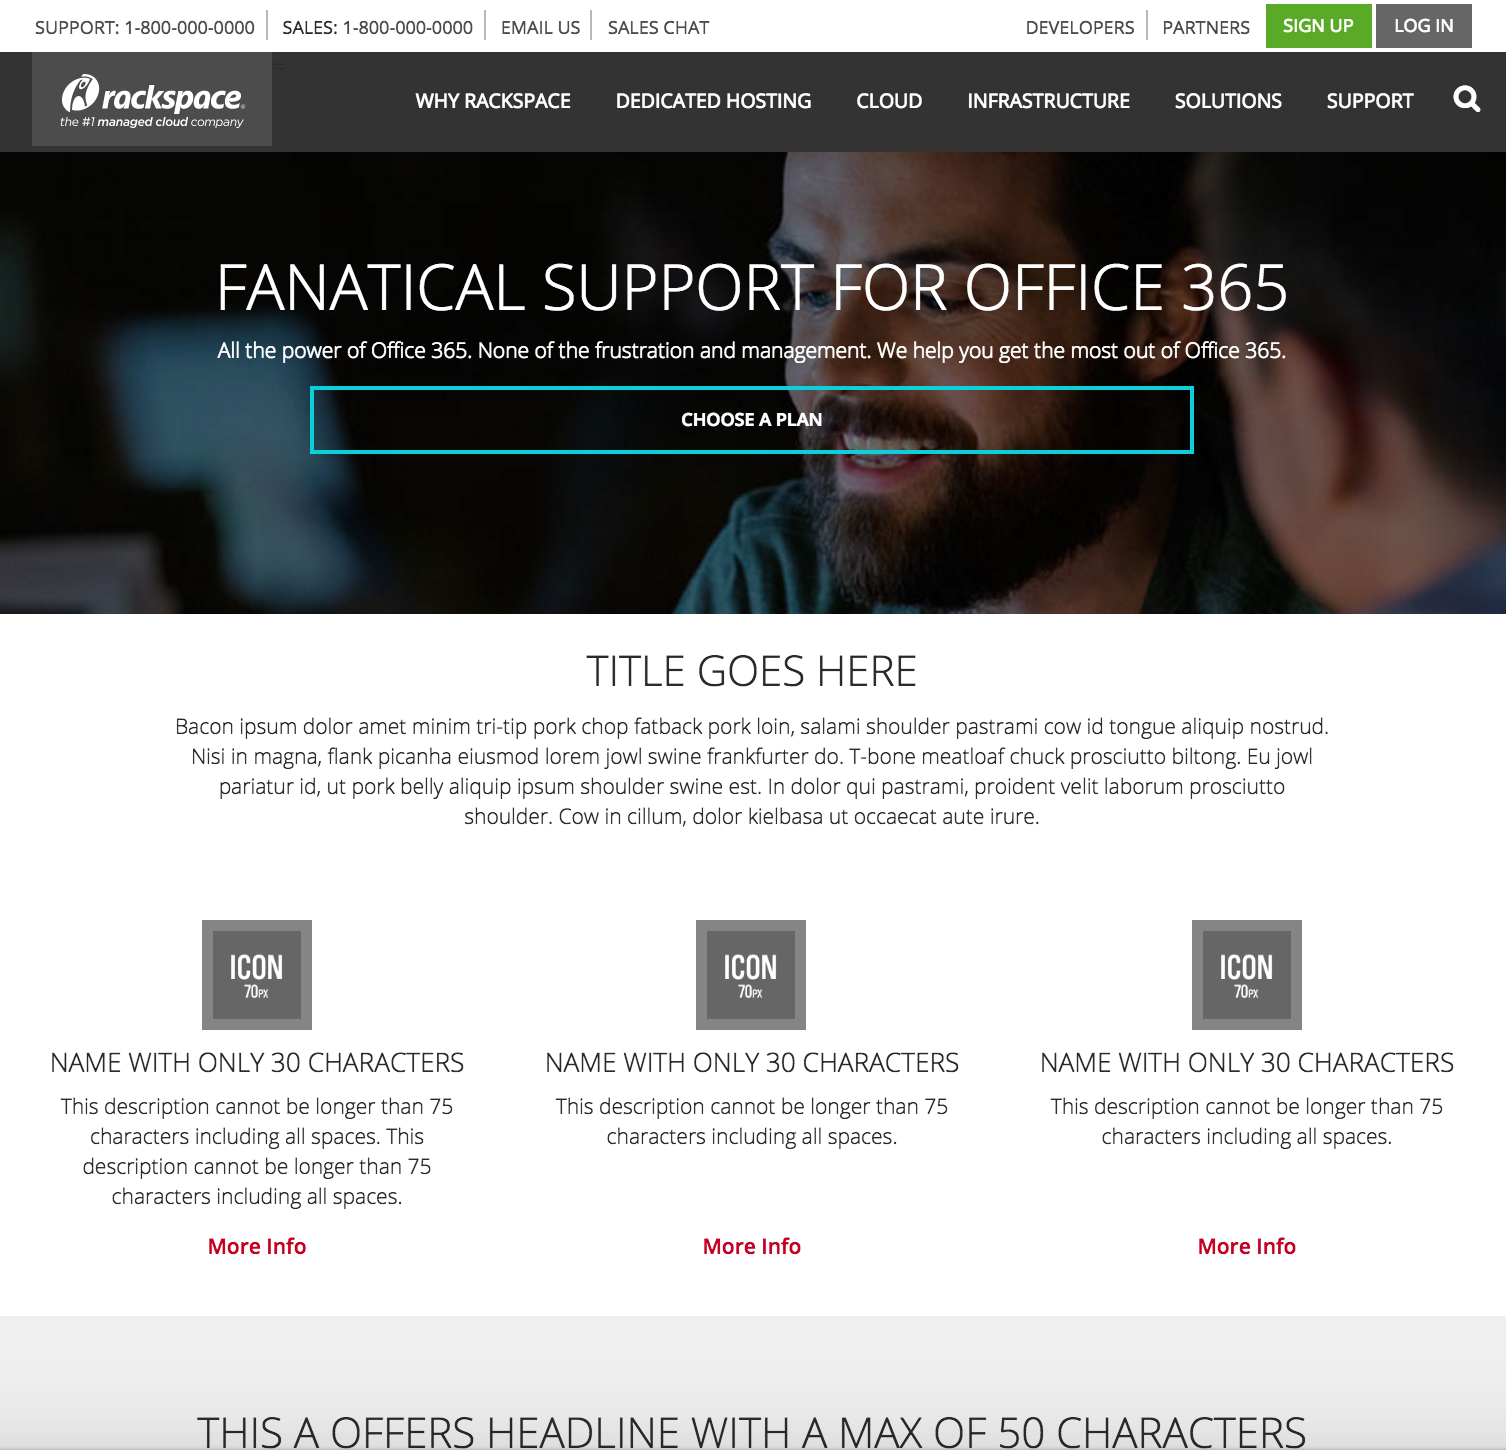 SUPPORT: 1-800-000-0000 SALES: 1-800-000-0000 EMAIL US SALES CHAT DEVELOPERS PARTNERS SIGN UP LOG IN
rackspace®
the #1 managed cloud company
WHY RACKSPACE DEDICATED HOSTING CLOUD INFRASTRUCTURE SOLUTIONS SUPPORT
FANATICAL SUPPORT FOR OFFICE 365
All the power of Office 365. None of the frustration and management. We help you get the most out of Office 365.
CHOOSE A PLAN
TITLE GOES HERE
Bacon ipsum dolor amet minim tri-tip pork chop fatback pork loin, salami shoulder pastrami cow id tongue aliquip nostrud.
Nisi in magna, flank picanha eiusmod lorem jowl swine frankfurter do. T-bone meatloaf chuck prosciutto biltong. Eu jowl
pariatur id, ut pork belly aliquip ipsum shoulder swine est. In dolor qui pastrami, proident velit laborum prosciutto
shoulder. Cow in cillum, dolor kielbasa ut occaecat aute irure.
ICON
70PX
NAME WITH ONLY 30 CHARACTERS
This description cannot be longer than 75
characters including all spaces. This
description cannot be longer than 75
characters including all spaces.
More Info
ICON
70PX
NAME WITH ONLY 30 CHARACTERS
This description cannot be longer than 75
characters including all spaces.
More Info
ICON
70PX
NAME WITH ONLY 30 CHARACTERS
This description cannot be longer than 75
characters including all spaces.
More Info
THIS A OFFERS HEADLINE WITH A MAX OF 50 CHARACTERS